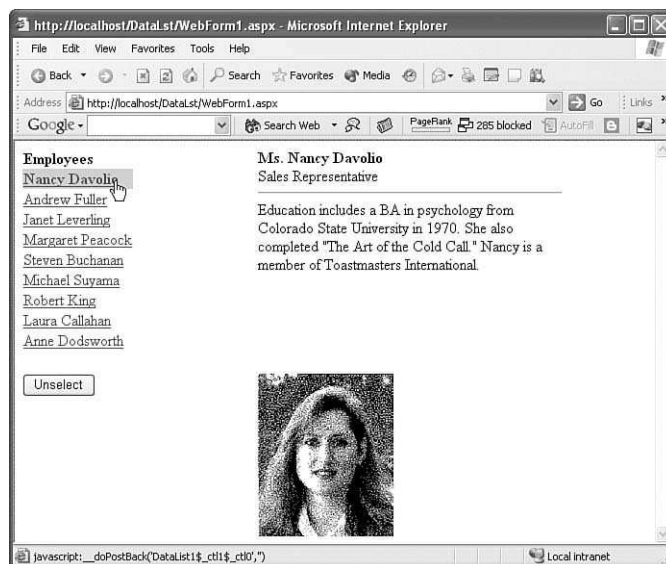 http://localhost/DataLst/WebForm1.aspx - Microsoft Internet Explorer
File Edit View Favorites Tools Help
Back Search Favorites Media
Address http://localhost/DataLst/WebForm1.aspx Go Links »
Google Search Web PageRank 285 blocked AutoFill »
Employees
Nancy Davolio
Andrew Fuller
Janet Leverling
Margaret Peacock
Steven Buchanan
Michael Suyama
Robert King
Laura Callahan
Anne Dodsworth
Unselect
Ms. Nancy Davolio
Sales Representative
Education includes a BA in psychology from
Colorado State University in 1970. She also
completed "The Art of the Cold Call." Nancy is a
member of Toastmasters International.
javascript:__doPostBack('DataList1$_ctl1$_ctl0','') Local intranet